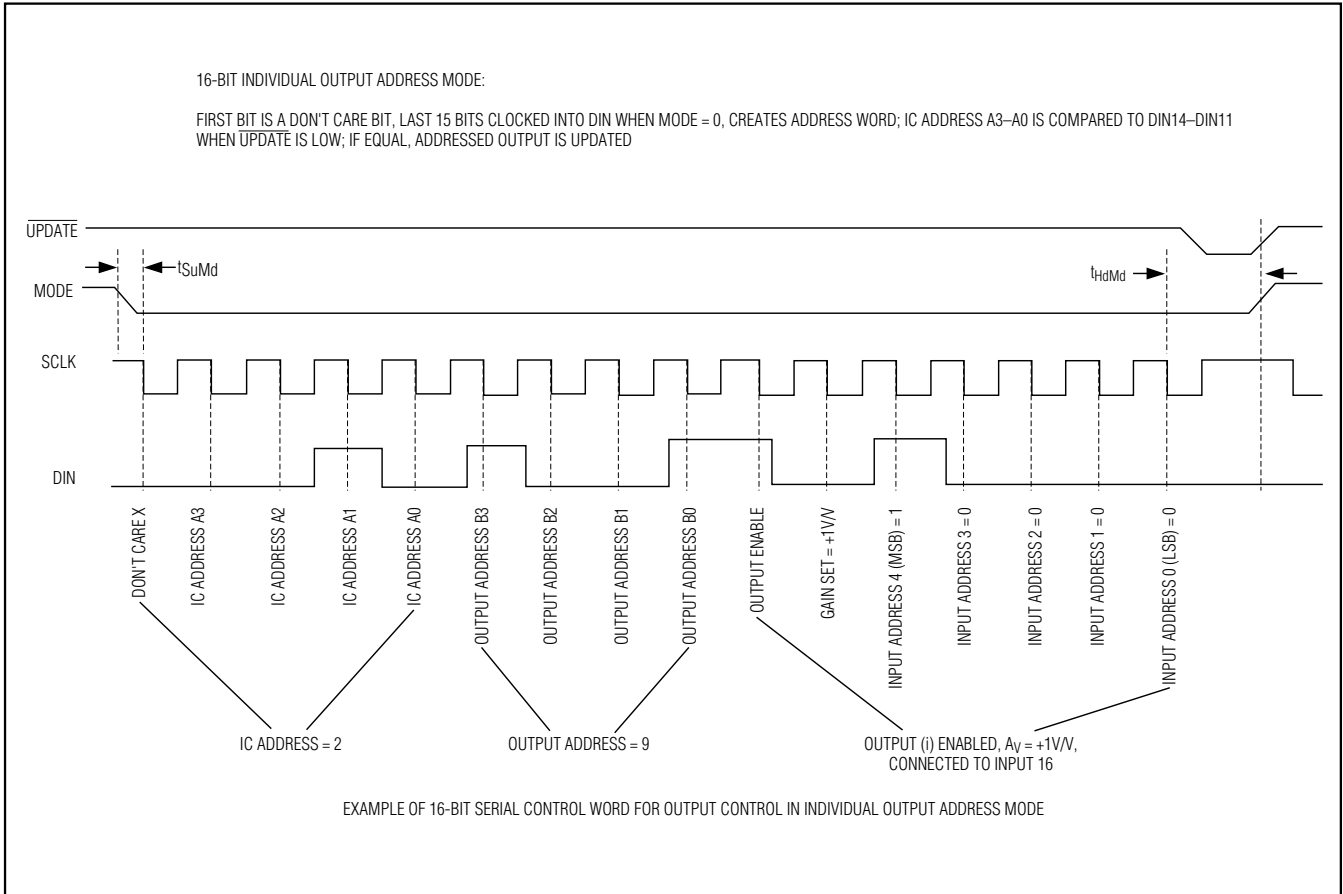 16-BIT INDIVIDUAL OUTPUT ADDRESS MODE:
FIRST BIT IS A DON'T CARE BIT, LAST 15 BITS CLOCKED INTO DIN WHEN MODE = 0, CREATES ADDRESS WORD; IC ADDRESS A3–A0 IS COMPARED TO DIN14–DIN11
WHEN UPDATE IS LOW; IF EQUAL, ADDRESSED OUTPUT IS UPDATED
UPDATE
tSuMd
tHdMd
MODE
SCLK
DIN
DON'T CARE X
IC ADDRESS A3
IC ADDRESS A2
IC ADDRESS A1
IC ADDRESS A0
OUTPUT ADDRESS B3
OUTPUT ADDRESS B2
OUTPUT ADDRESS B1
OUTPUT ADDRESS B0
OUTPUT ENABLE
GAIN SET = +1V/V
INPUT ADDRESS 4 (MSB) = 1
INPUT ADDRESS 3 = 0
INPUT ADDRESS 2 = 0
INPUT ADDRESS 1 = 0
INPUT ADDRESS 0 (LSB) = 0
IC ADDRESS = 2
OUTPUT ADDRESS = 9
OUTPUT (i) ENABLED, AV = +1V/V,
CONNECTED TO INPUT 16
EXAMPLE OF 16-BIT SERIAL CONTROL WORD FOR OUTPUT CONTROL IN INDIVIDUAL OUTPUT ADDRESS MODE